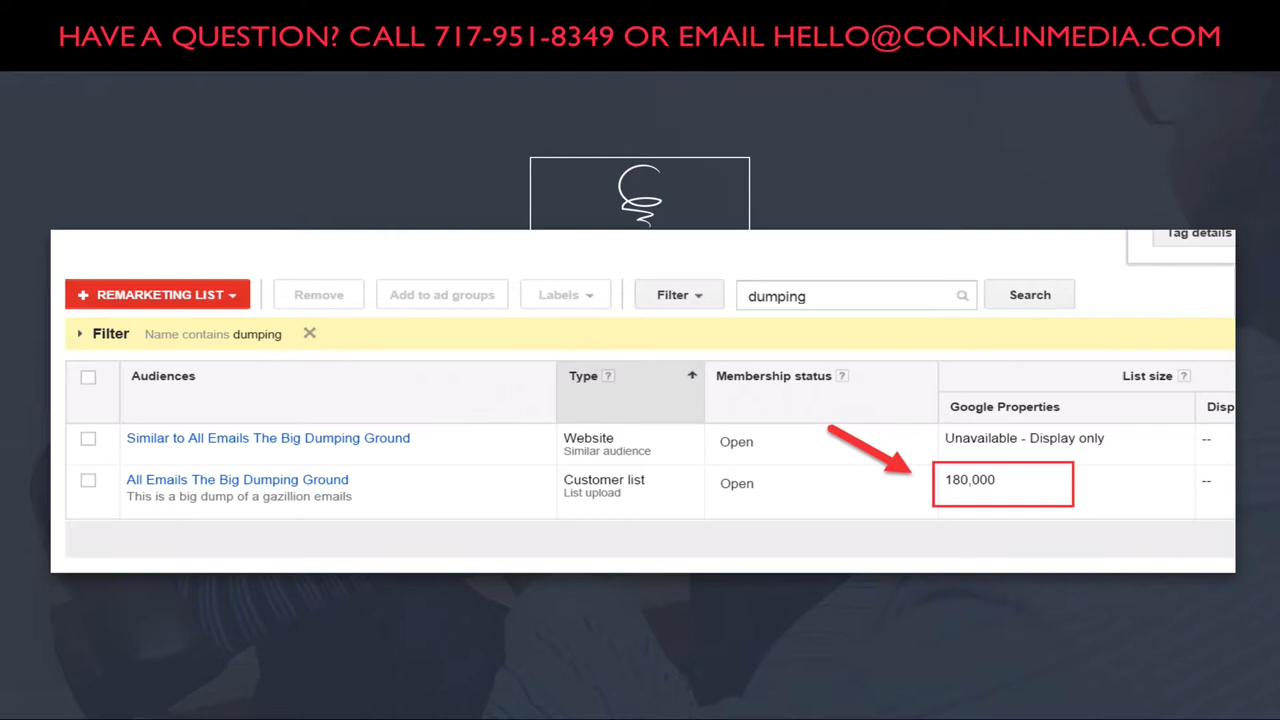 HAVE A QUESTION? CALL 717-951-8349 OR EMAIL HELLO@CONKLINMEDIA.COM
Tag details
+ REMARKETING LIST Remove Add to ad groups Labels Filter dumping Search
Filter Name contains dumping
Audiences Type ? Membership status ? List size ?
Google Properties Disp
Similar to All Emails The Big Dumping Ground Website Open Unavailable - Display only --
Similar audience
All Emails The Big Dumping Ground Customer list Open 180,000 --
This is a big dump of a gazillion emails List upload